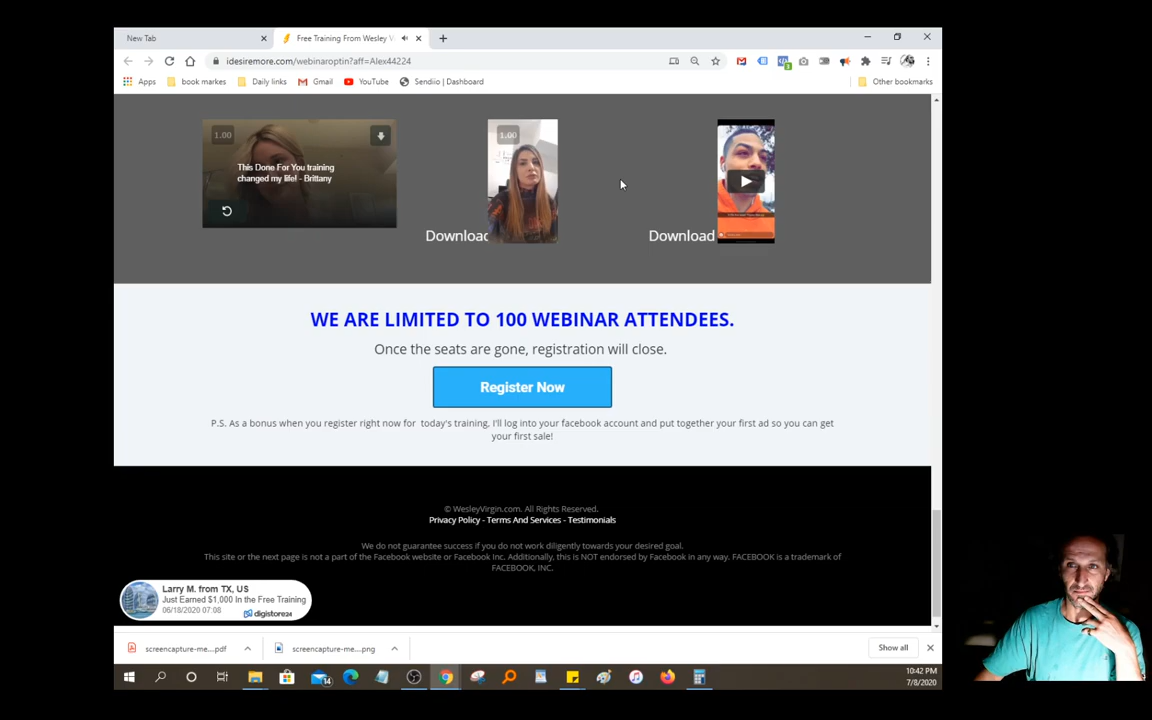 New Tab
Free Training From Wesley V
idesiremore.com/webinaroptin?aff=Alex44224
Apps
book markes
Daily links
Gmail
YouTube
Sendiio | Dashboard
Other bookmarks
1.00
This Done For You training
changed my life! - Brittany
1.00
Download
Download
WE ARE LIMITED TO 100 WEBINAR ATTENDEES.
Once the seats are gone, registration will close.
Register Now
P.S. As a bonus when you register right now for today's training, I'll log into your facebook account and put together your first ad so you can get
your first sale!
© WesleyVirgin.com. All Rights Reserved.
Privacy Policy - Terms And Services - Testimonials
We do not guarantee success if you do not work diligently towards your desired goal.
This site or the next page is not a part of the Facebook website or Facebook Inc. Additionally, this is NOT endorsed by Facebook in any way. FACEBOOK is a trademark of
FACEBOOK, INC.
Larry M. from TX, US
Just Earned $1,000 In the Free Training
06/18/2020 07:08
digistore24
screencapture-me....pdf
screencapture-me....png
Show all
14
10:42 PM
7/8/2020